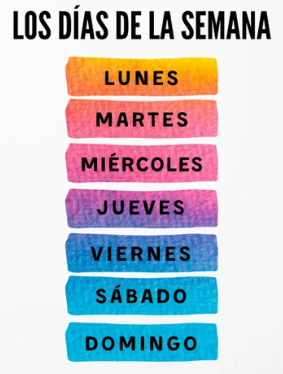 LOS DÍAS DE LA SEMANA
LUNES
MARTES
MIÉRCOLES
JUEVES
VIERNES
SÁBADO
DOMINGO